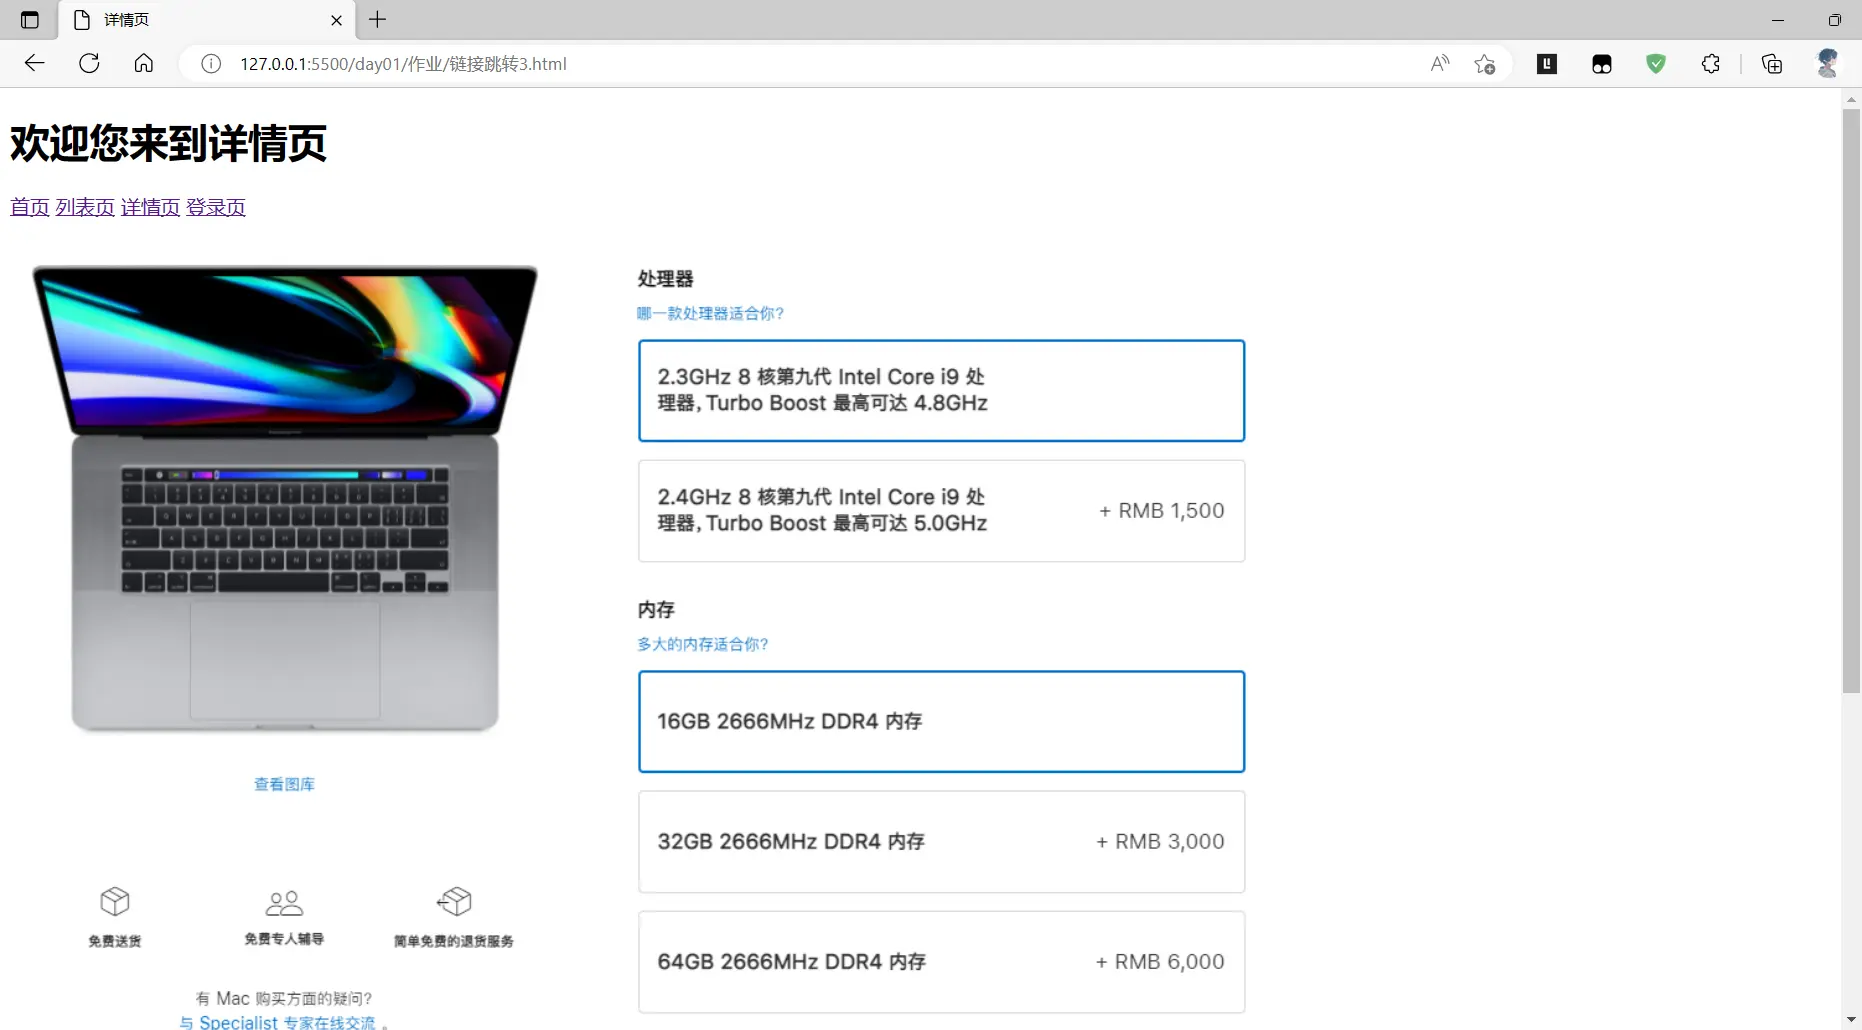 详情页
127.0.0.1:5500/day01/作业/链接跳转3.html
欢迎您来到详情页
首页 列表页 详情页 登录页
处理器
哪一款处理器适合你?
2.3GHz 8 核第九代 Intel Core i9 处
理器, Turbo Boost 最高可达 4.8GHz
2.4GHz 8 核第九代 Intel Core i9 处
理器, Turbo Boost 最高可达 5.0GHz
+ RMB 1,500
内存
多大的内存适合你?
16GB 2666MHz DDR4 内存
32GB 2666MHz DDR4 内存
+ RMB 3,000
64GB 2666MHz DDR4 内存
+ RMB 6,000
查看图库
免费送货
免费专人辅导
简单免费的退货服务
有 Mac 购买方面的疑问?
与 Specialist 专家在线交流 。